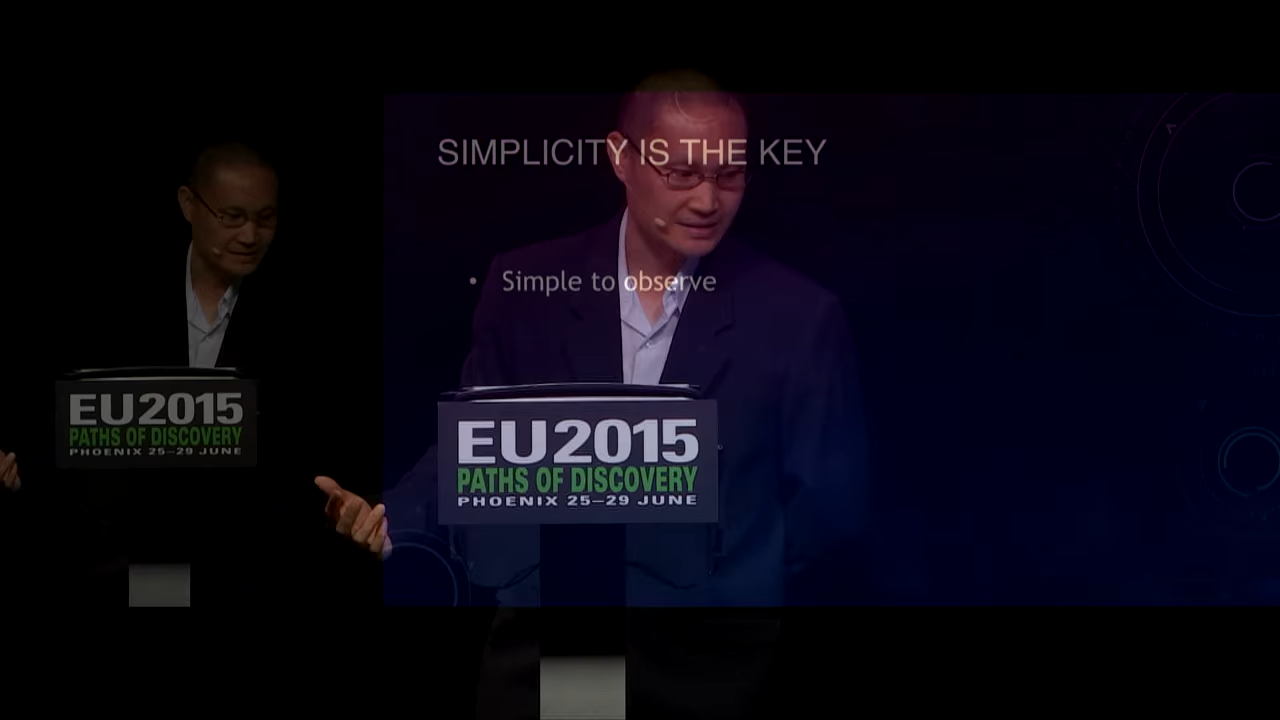 SIMPLICITY IS THE KEY
• Simple to observe
EU2015
PATHS OF DISCOVERY
PHOENIX 25–29 JUNE
EU2015
PATHS OF DISCOVERY
PHOENIX 25–29 JUNE